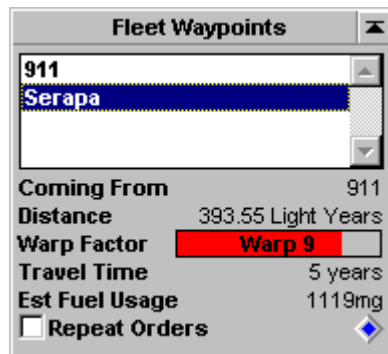 Fleet Waypoints
911
Serapa
Coming From 911
Distance 393.55 Light Years
Warp Factor Warp 9
Travel Time 5 years
Est Fuel Usage 1119mg
Repeat Orders